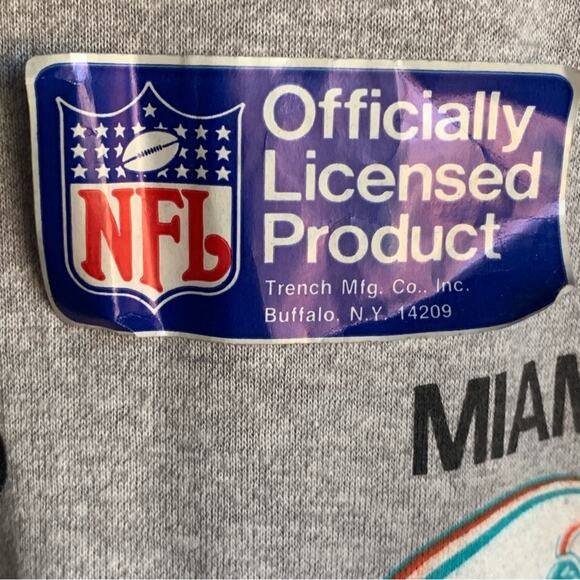 NFL
Officially
Licensed
Product
Trench Mfg. Co., Inc.
Buffalo, N.Y. 14209
MIAM